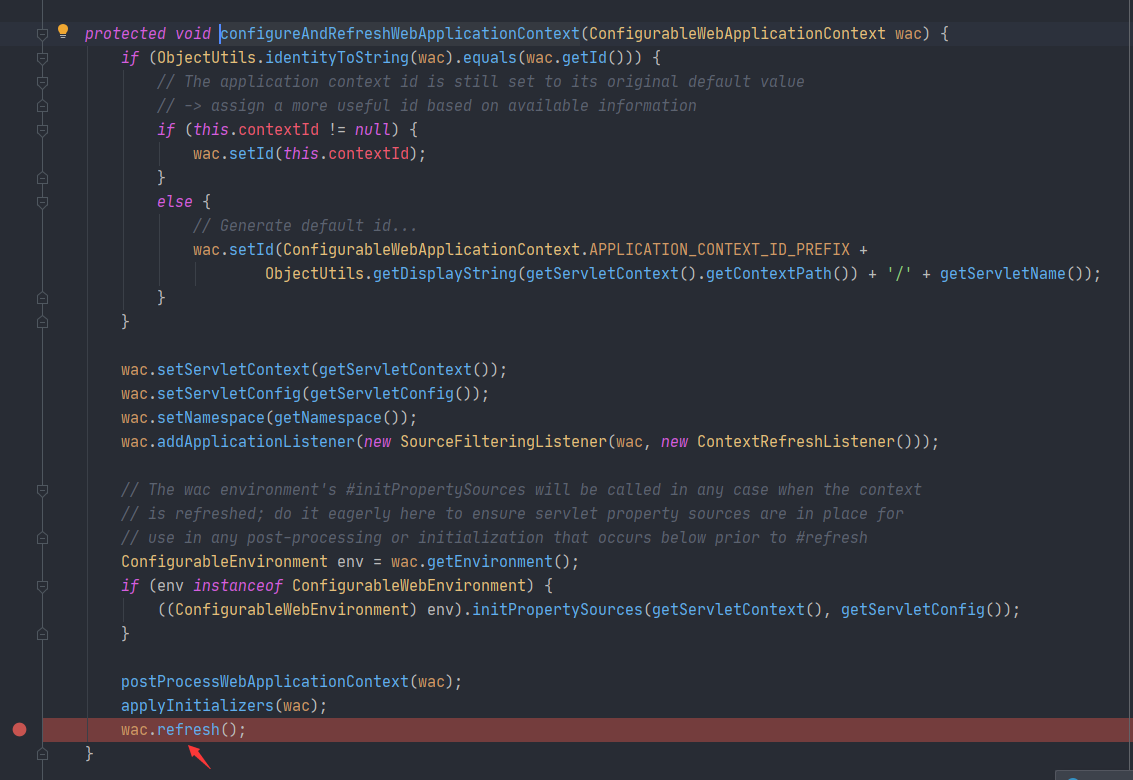 protected void configureAndRefreshWebApplicationContext(ConfigurableWebApplicationContext wac) {
if (ObjectUtils.identityToString(wac).equals(wac.getId())) {
// The application context id is still set to its original default value
// -> assign a more useful id based on available information
if (this.contextId != null) {
wac.setId(this.contextId);
}
else {
// Generate default id...
wac.setId(ConfigurableWebApplicationContext.APPLICATION_CONTEXT_ID_PREFIX +
ObjectUtils.getDisplayString(getServletContext().getContextPath()) + '/' + getServletName());
}
}
wac.setServletContext(getServletContext());
wac.setServletConfig(getServletConfig());
wac.setNamespace(getNamespace());
wac.addApplicationListener(new SourceFilteringListener(wac, new ContextRefreshListener()));
// The wac environment's #initPropertySources will be called in any case when the context
// is refreshed; do it eagerly here to ensure servlet property sources are in place for
// use in any post-processing or initialization that occurs below prior to #refresh
ConfigurableEnvironment env = wac.getEnvironment();
if (env instanceof ConfigurableWebEnvironment) {
((ConfigurableWebEnvironment) env).initPropertySources(getServletContext(), getServletConfig());
}
postProcessWebApplicationContext(wac);
applyInitializers(wac);
wac.refresh();
}